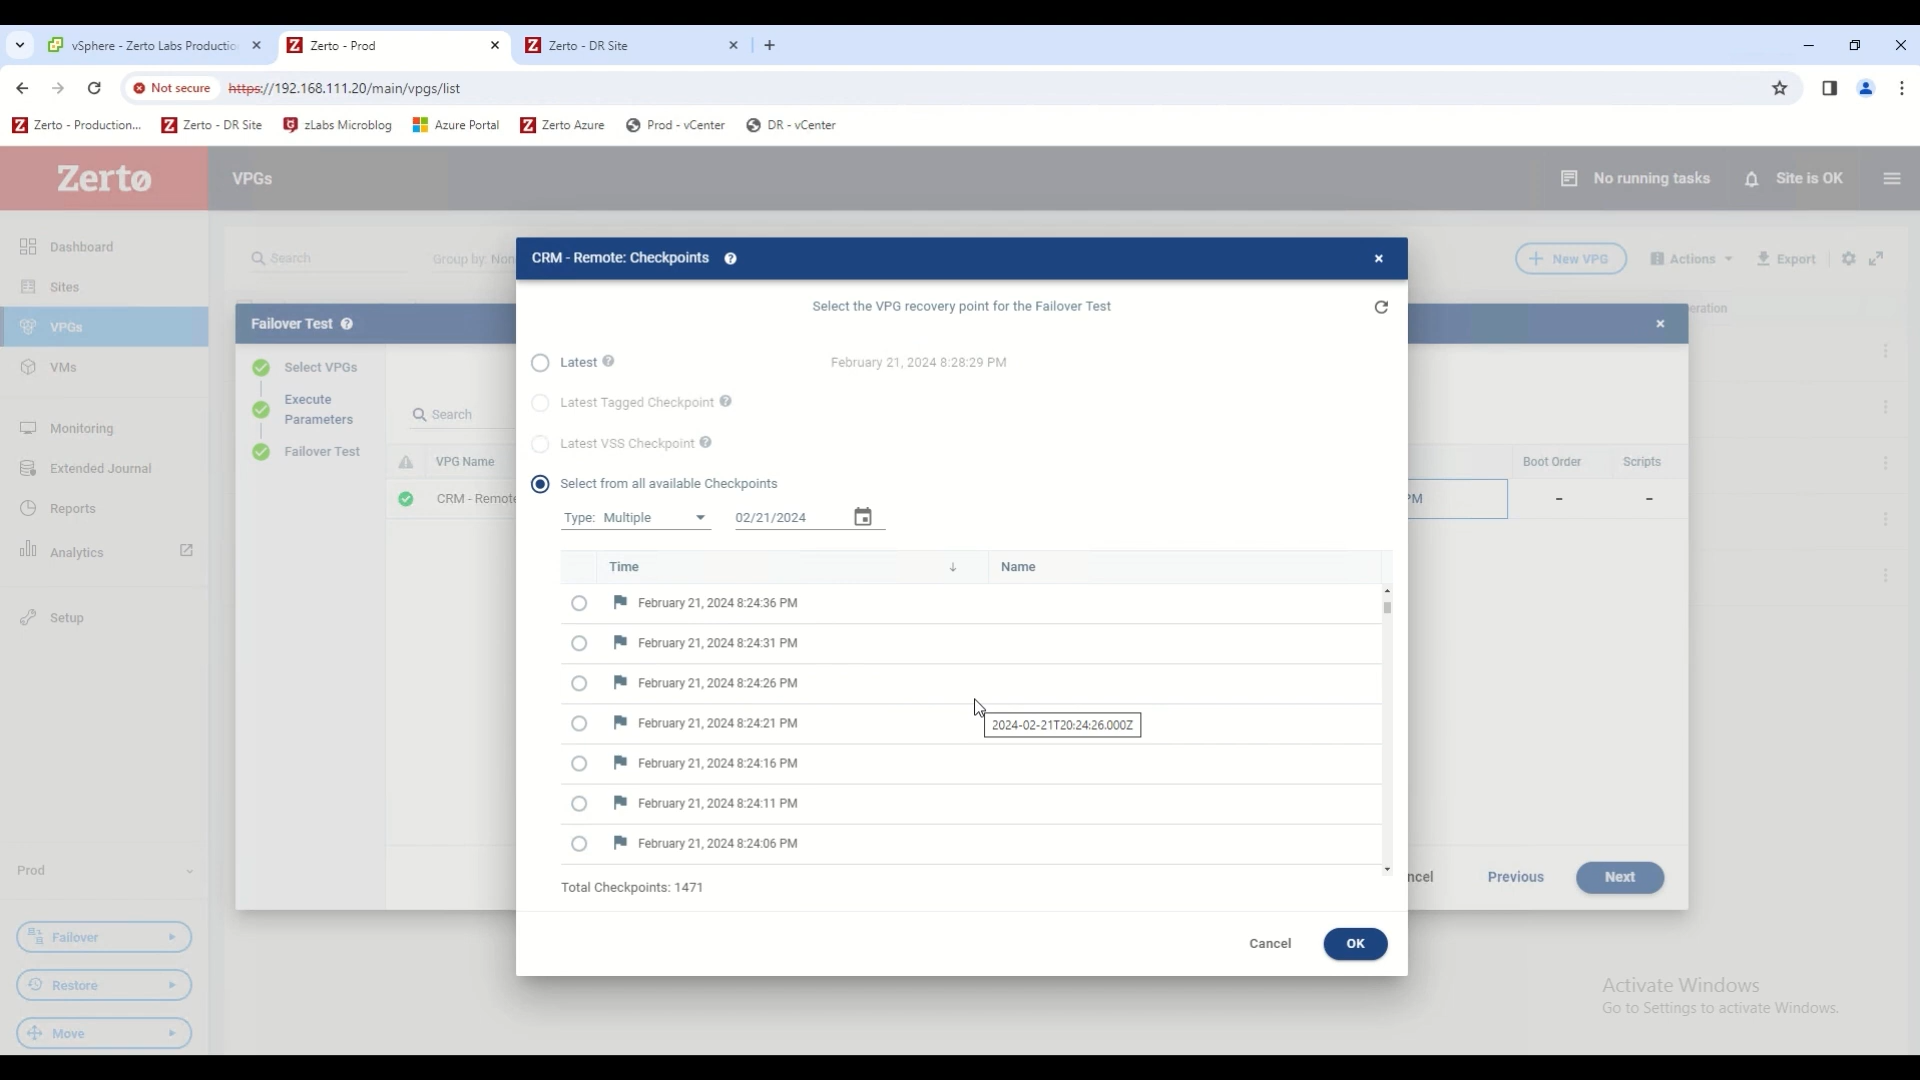 vSphere - Zerto Labs Productio
Zerto - Prod
Zerto - DR Site
Not secure
https://192.168.111.20/main/vpgs/list
Zerto - Production...
Zerto - DR Site
zLabs Microblog
Azure Portal
Zerto Azure
Prod - vCenter
DR - vCenter
Zerto
VPGs
No running tasks
Site is OK
Dashboard
Sites
VPGs
VMs
Monitoring
Extended Journal
Reports
Analytics
Setup
Prod
Failover
Restore
Move
Search
Group by: Non
New VPG
Actions
Export
eration
Failover Test
Select VPGs
Execute
Parameters
Failover Test
Search
VPG Name
CRM - Remote
Boot Order
Scripts
PM
-
-
ncel
Previous
Next
CRM - Remote: Checkpoints
Select the VPG recovery point for the Failover Test
Latest
February 21, 2024 8:28:29 PM
Latest Tagged Checkpoint
Latest VSS Checkpoint
Select from all available Checkpoints
Type: Multiple
02/21/2024
Time
Name
February 21, 2024 8:24:36 PM
February 21, 2024 8:24:31 PM
February 21, 2024 8:24:26 PM
2024-02-21T20:24:26.000Z
February 21, 2024 8:24:21 PM
February 21, 2024 8:24:16 PM
February 21, 2024 8:24:11 PM
February 21, 2024 8:24:06 PM
Total Checkpoints: 1471
Cancel
OK
Activate Windows
Go to Settings to activate Windows.